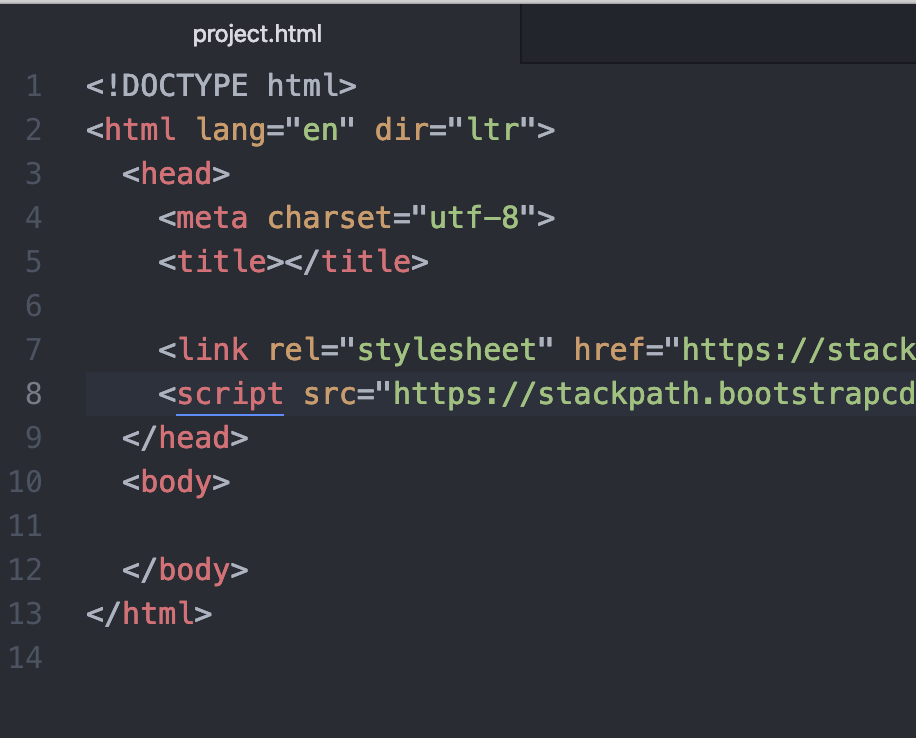 project.html
1 <!DOCTYPE html>
2 <html lang="en" dir="ltr">
3 <head>
4 <meta charset="utf-8">
5 <title></title>
6
7 <link rel="stylesheet" href="https://stack
8 <script src="https://stackpath.bootstrapcd
9 </head>
10 <body>
11
12 </body>
13 </html>
14